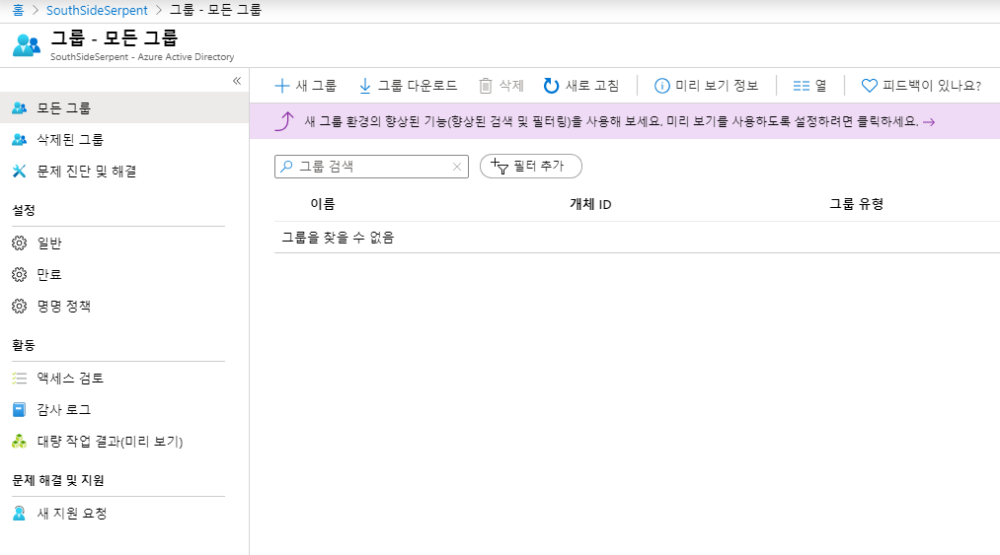 홈 > SouthSideSerpent > 그룹 - 모든 그룹
그룹 - 모든 그룹
SouthSideSerpent - Azure Active Directory
«
모든 그룹
삭제된 그룹
문제 진단 및 해결
설정
일반
만료
명명 정책
활동
액세스 검토
감사 로그
대량 작업 결과(미리 보기)
문제 해결 및 지원
새 지원 요청
새 그룹 그룹 다운로드 삭제 새로 고침 미리 보기 정보 열 피드백이 있나요?
새 그룹 환경의 향상된 기능(향상된 검색 및 필터링)을 사용해 보세요. 미리 보기를 사용하도록 설정하려면 클릭하세요. →
그룹 검색 필터 추가
이름 개체 ID 그룹 유형
그룹을 찾을 수 없음